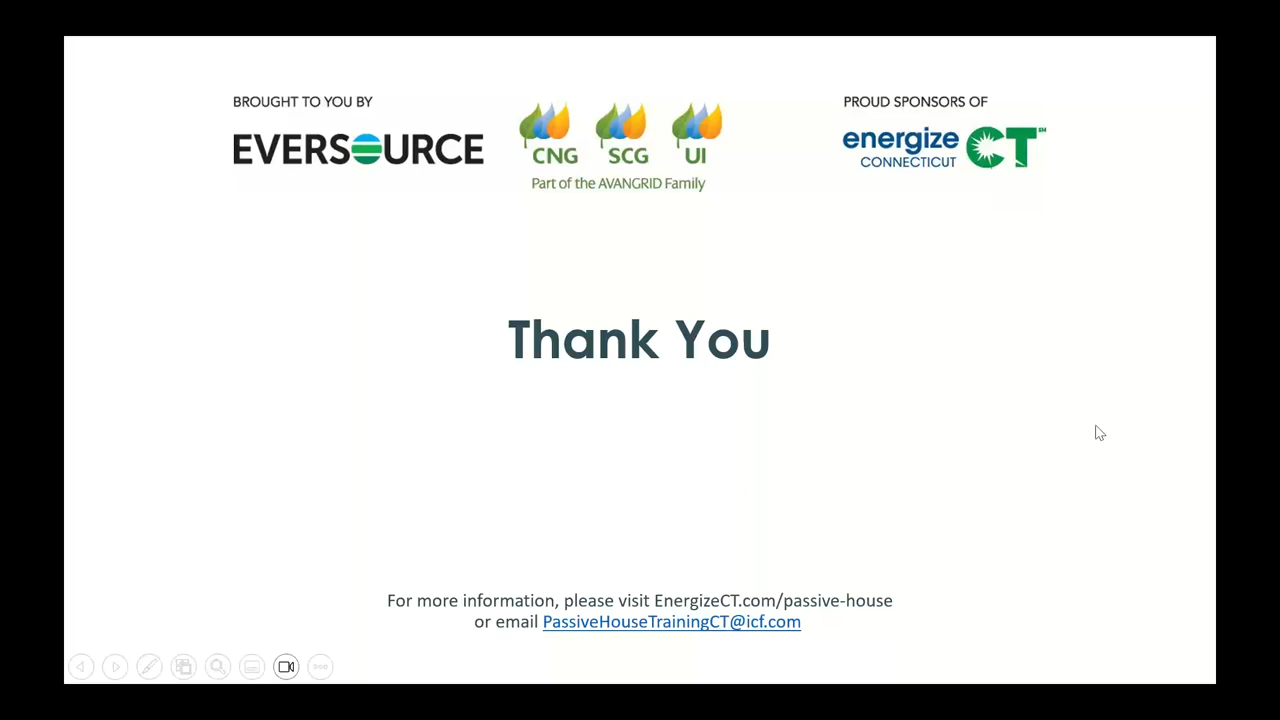 BROUGHT TO YOU BY
EVERSOURCE
CNG SCG UI
Part of the AVANGRID Family
PROUD SPONSORS OF
energize CT℠
CONNECTICUT
Thank You
For more information, please visit EnergizeCT.com/passive-house
or email PassiveHouseTrainingCT@icf.com